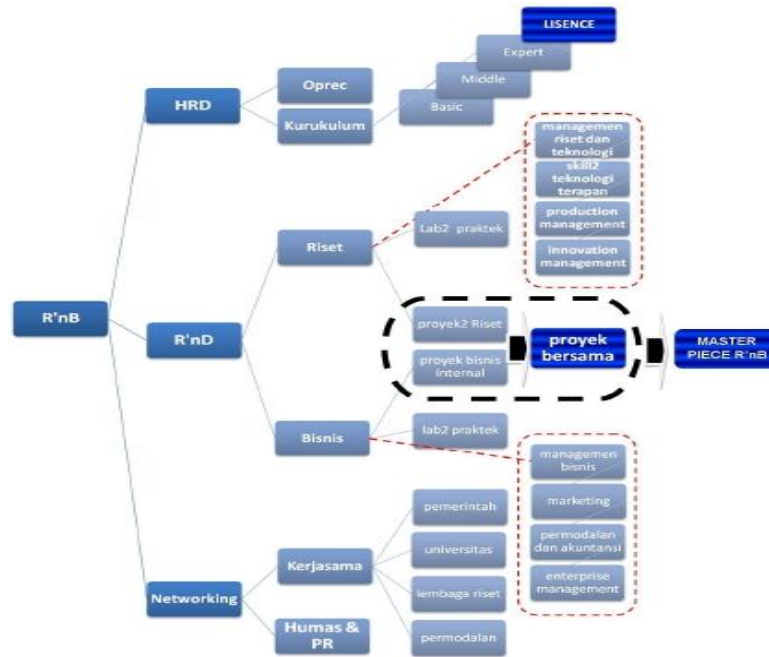 LISENCE
Expert
Middle
Basic
HRD
Oprec
Kurukulum
managemen
riset dan
teknologi
skill2
teknologi
terapan
production
management
innovation
management
Riset
Lab2 praktek
R'nB
R'nD
proyek2 Riset
proyek bisnis
internal
proyek
bersama
MASTER
PIECE R'nB
Bisnis
lab2 praktek
managemen
bisnis
marketing
permodalan
dan akuntansi
enterprise
management
Networking
Kerjasama
pemerintah
universitas
lembaga riset
permodalan
Humas &
PR